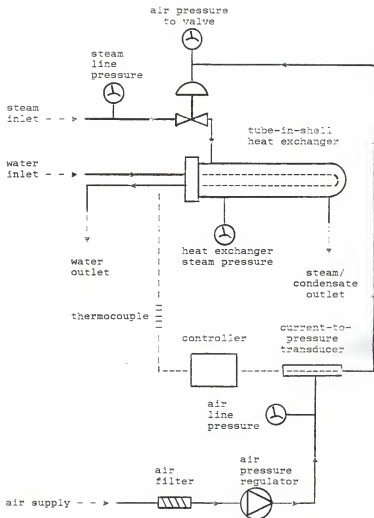 air pressure
to valve
steam
line
pressure
steam
inlet
tube-in-shell
heat exchanger
water
inlet
water
outlet
heat exchanger
steam pressure
steam/
condensate
outlet
thermocouple
controller
current-to-
pressure
transducer
air
line
pressure
air
filter
air
pressure
regulator
air supply